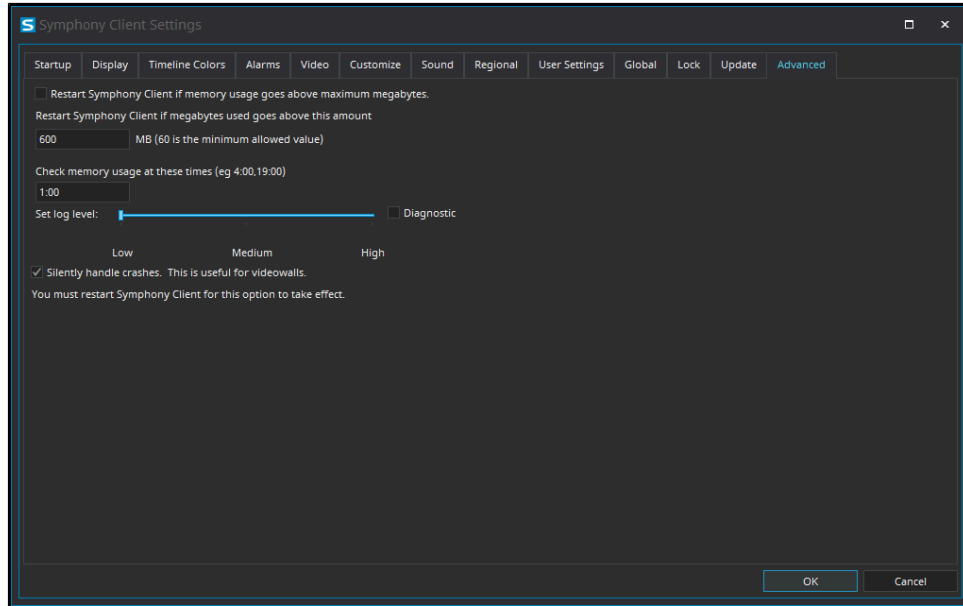 S Symphony Client Settings
Startup Display Timeline Colors Alarms Video Customize Sound Regional User Settings Global Lock Update Advanced
Restart Symphony Client if memory usage goes above maximum megabytes.
Restart Symphony Client if megabytes used goes above this amount
600 MB (60 is the minimum allowed value)
Check memory usage at these times (eg 4:00,19:00)
1:00
Set log level: Diagnostic
Low Medium High
Silently handle crashes. This is useful for videowalls.
You must restart Symphony Client for this option to take effect.
OK Cancel